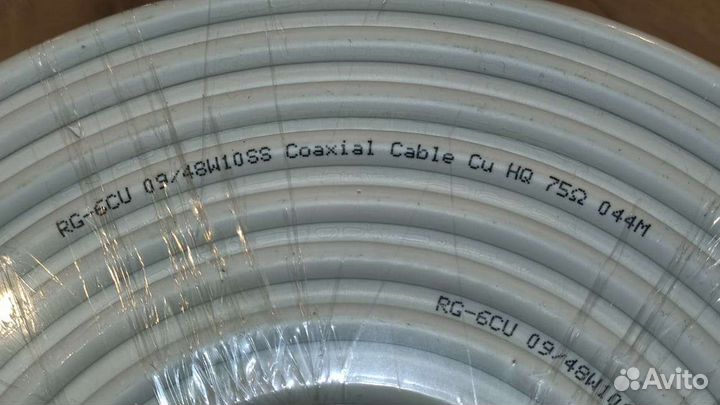 RG-6CU 09/48W10SS Coaxial Cable Cu HQ 75Ω 044M
RG-6CU 09/48W10
Avito